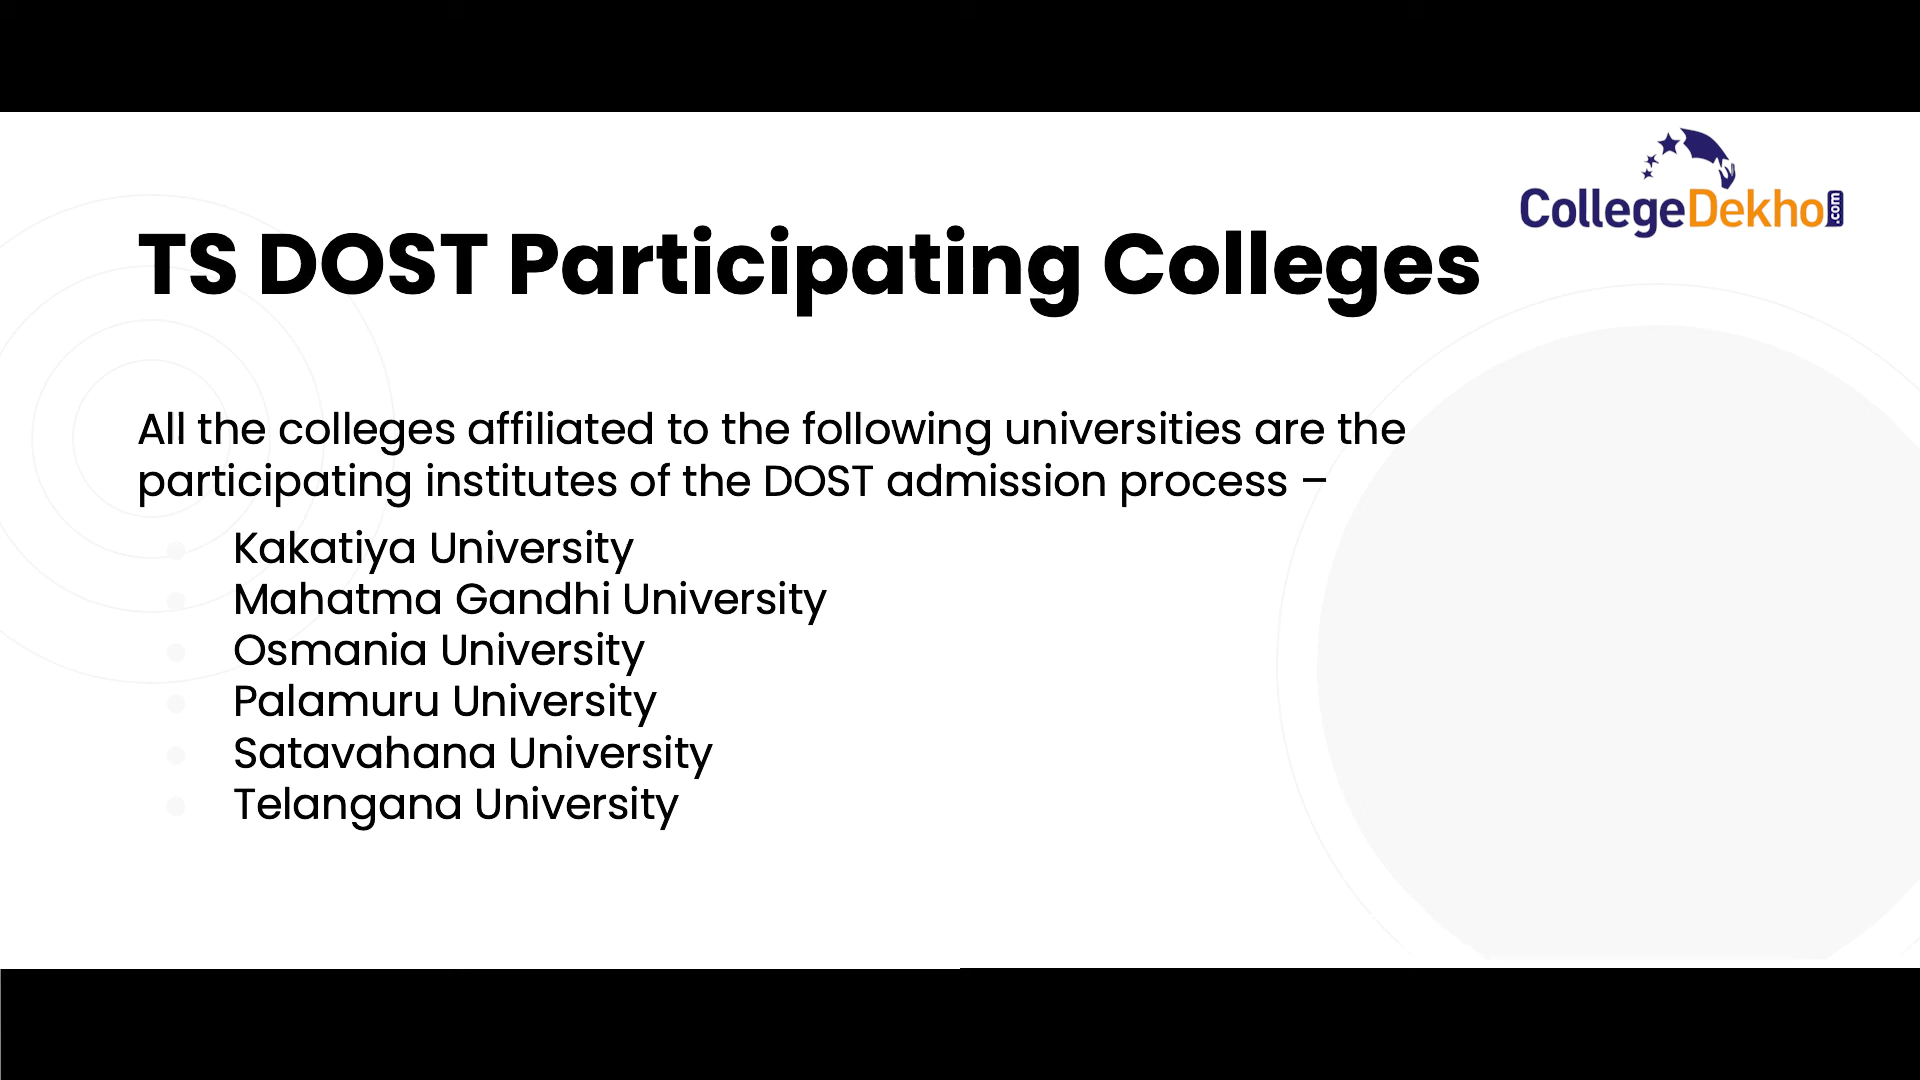 CollegeDekho.com
TS DOST Participating Colleges
All the colleges affiliated to the following universities are the
participating institutes of the DOST admission process –
Kakatiya University
Mahatma Gandhi University
Osmania University
Palamuru University
Satavahana University
Telangana University